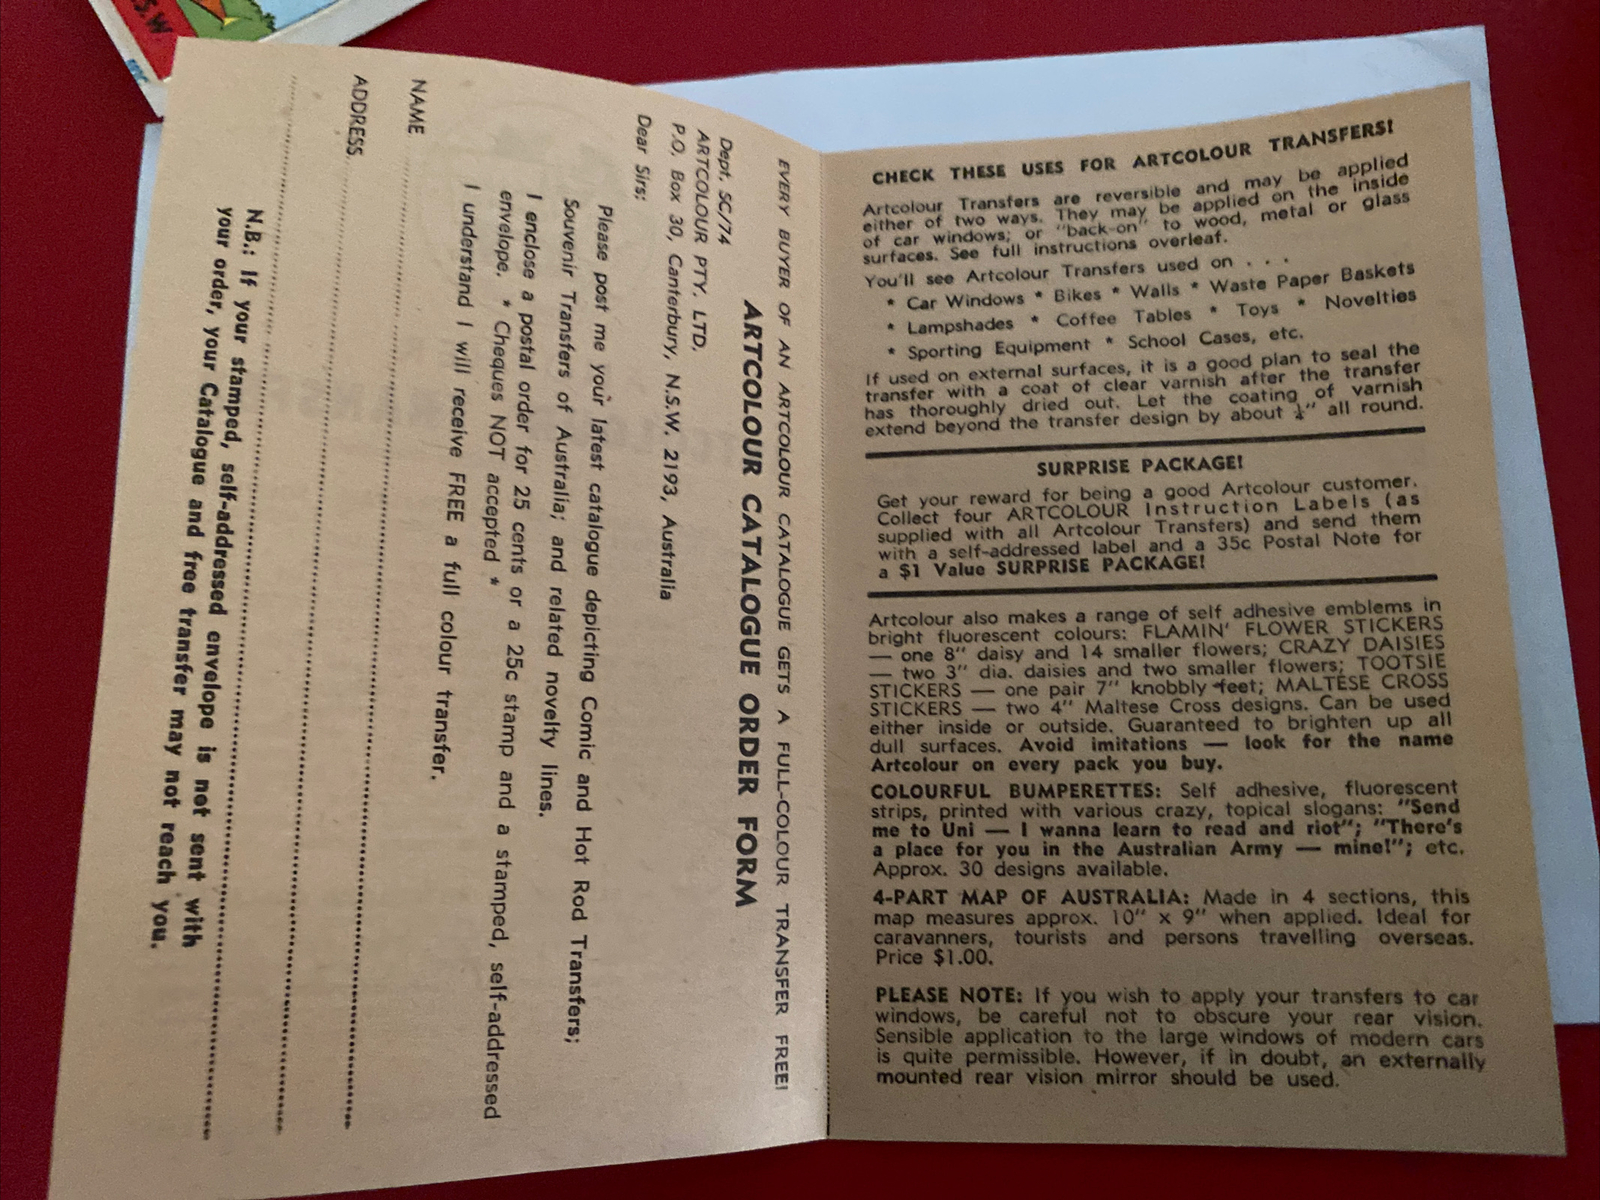 S.W
EVERY BUYER OF AN ARTCOLOUR CATALOGUE GETS A FULL-COLOUR TRANSFER FREE!
ARTCOLOUR CATALOGUE ORDER FORM
Dept. SC/74
ARTCOLOUR PTY. LTD.
P.O. Box 30, Canterbury, N.S.W. 2193, Australia
Dear Sirs:
Please post me your latest catalogue depicting Comic and Hot Rod Transfers;
Souvenir Transfers of Australia; and related novelty lines.
I enclose a postal order for 25 cents or a 25c stamp and a stamped, self-addressed
envelope. * Cheques NOT accepted *
I understand I will receive FREE a full colour transfer.
NAME
ADDRESS
N.B.: If your stamped, self-addressed envelope is not sent with
your order, your Catalogue and free transfer may not reach you.
CHECK THESE USES FOR ARTCOLOUR TRANSFERS!
Artcolour Transfers are reversible and may be applied
either of two ways. They may be applied on the inside
of car windows; or "back-on" to wood, metal or glass
surfaces. See full instructions overleaf.
You'll see Artcolour Transfers used on . . .
* Car Windows * Bikes * Walls * Waste Paper Baskets
* Lampshades * Coffee Tables * Toys * Novelties
* Sporting Equipment * School Cases, etc.
If used on external surfaces, it is a good plan to seal the
transfer with a coat of clear varnish after the transfer
has thoroughly dried out. Let the coating of varnish
extend beyond the transfer design by about ¼" all round.
SURPRISE PACKAGE!
Get your reward for being a good Artcolour customer.
Collect four ARTCOLOUR Instruction Labels (as
supplied with all Artcolour Transfers) and send them
with a self-addressed label and a 35c Postal Note for
a $1 Value SURPRISE PACKAGE!
Artcolour also makes a range of self adhesive emblems in
bright fluorescent colours: FLAMIN' FLOWER STICKERS
— one 8" daisy and 14 smaller flowers; CRAZY DAISIES
— two 3" dia. daisies and two smaller flowers; TOOTSIE
STICKERS — one pair 7" knobbly feet; MALTESE CROSS
STICKERS — two 4" Maltese Cross designs. Can be used
either inside or outside. Guaranteed to brighten up all
dull surfaces. Avoid imitations — look for the name
Artcolour on every pack you buy.
COLOURFUL BUMPERETTES: Self adhesive, fluorescent
strips, printed with various crazy, topical slogans: "Send
me to Uni — I wanna learn to read and riot"; "There's
a place for you in the Australian Army — mine!"; etc.
Approx. 30 designs available.
4-PART MAP OF AUSTRALIA: Made in 4 sections, this
map measures approx. 10" x 9" when applied. Ideal for
caravanners, tourists and persons travelling overseas.
Price $1.00.
PLEASE NOTE: If you wish to apply your transfers to car
windows, be careful not to obscure your rear vision.
Sensible application to the large windows of modern cars
is quite permissible. However, if in doubt, an externally
mounted rear vision mirror should be used.